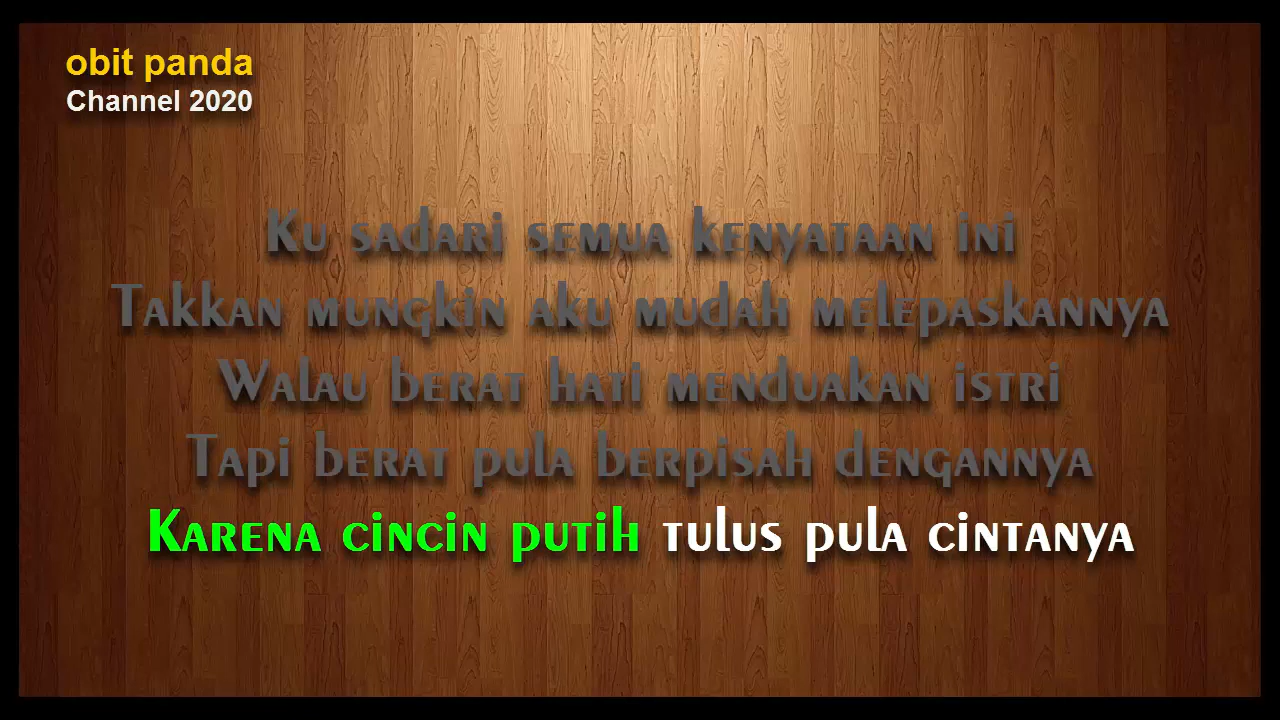 obit panda
Channel 2020
Ku sadari semua kenyataan ini
Takkan mungkin aku mudah melepaskannya
Walau berat hati menduakan istri
Tapi berat pula berpisah dengannya
Karena cincin putih tulus pula cintanya